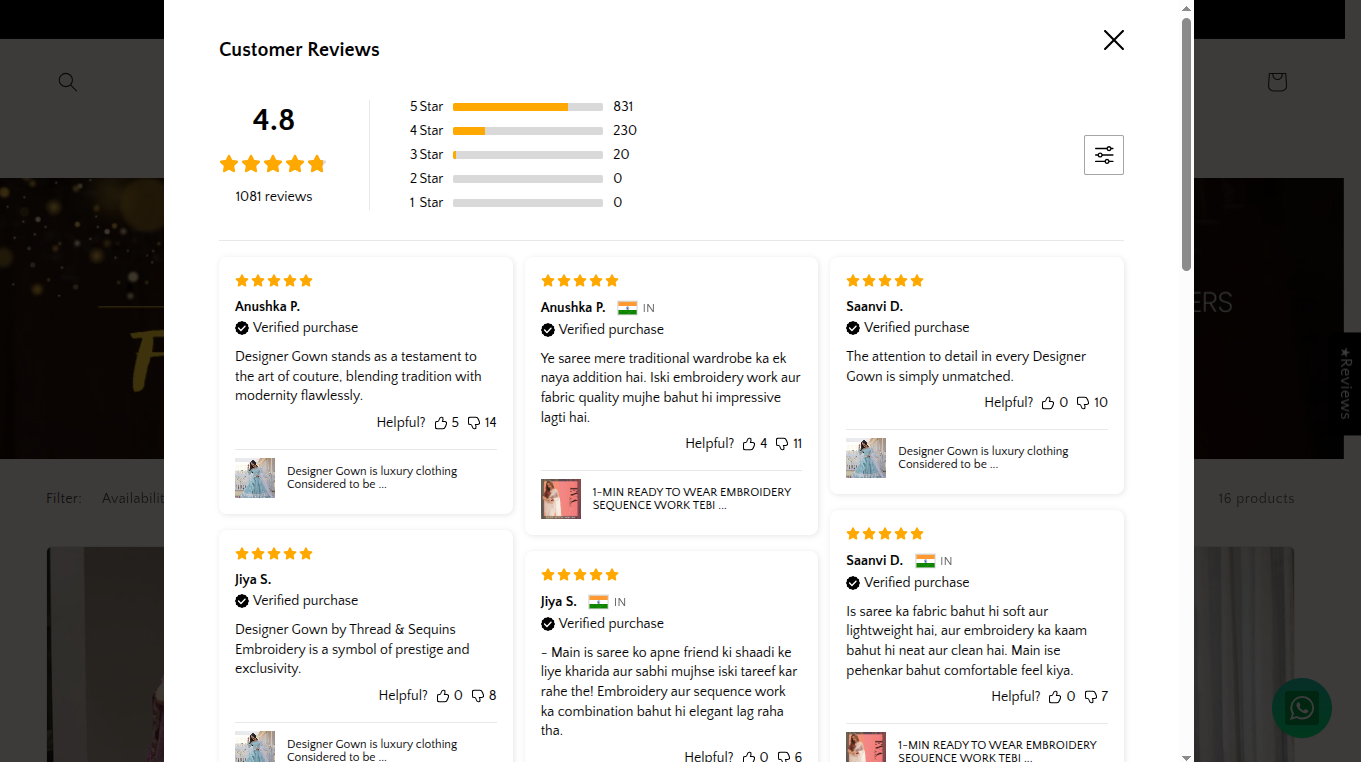 Customer Reviews
4.8
1081 reviews
5 Star 831
4 Star 230
3 Star 20
2 Star 0
1 Star 0
Anushka P.
Verified purchase
Designer Gown stands as a testament to
the art of couture, blending tradition with
modernity flawlessly.
Helpful? 5 14
Designer Gown is luxury clothing
Considered to be ...
Jiya S.
Verified purchase
Designer Gown by Thread & Sequins
Embroidery is a symbol of prestige and
exclusivity.
Helpful? 0 8
Designer Gown is luxury clothing
Considered to be ...
Anushka P. IN
Verified purchase
Ye saree mere traditional wardrobe ka ek
naya addition hai. Iski embroidery work aur
fabric quality mujhe bahut hi impressive
lagti hai.
Helpful? 4 11
1-MIN READY TO WEAR EMBROIDERY
SEQUENCE WORK TEBI ...
Jiya S. IN
Verified purchase
- Main is saree ko apne friend ki shaadi ke
liye kharida aur sabhi mujhse iski tareef kar
rahe the! Embroidery aur sequence work
ka combination bahut hi elegant lag raha
tha.
Helpful? 0 6
Saanvi D.
Verified purchase
The attention to detail in every Designer
Gown is simply unmatched.
Helpful? 0 10
Designer Gown is luxury clothing
Considered to be ...
Saanvi D. IN
Verified purchase
Is saree ka fabric bahut hi soft aur
lightweight hai, aur embroidery ka kaam
bahut hi neat aur clean hai. Main ise
pehenkar bahut comfortable feel kiya.
Helpful? 0 7
1-MIN READY TO WEAR EMBROIDERY
SEQUENCE WORK TEBI ...
Filter: Availabilit
16 products
ERS
★Reviews